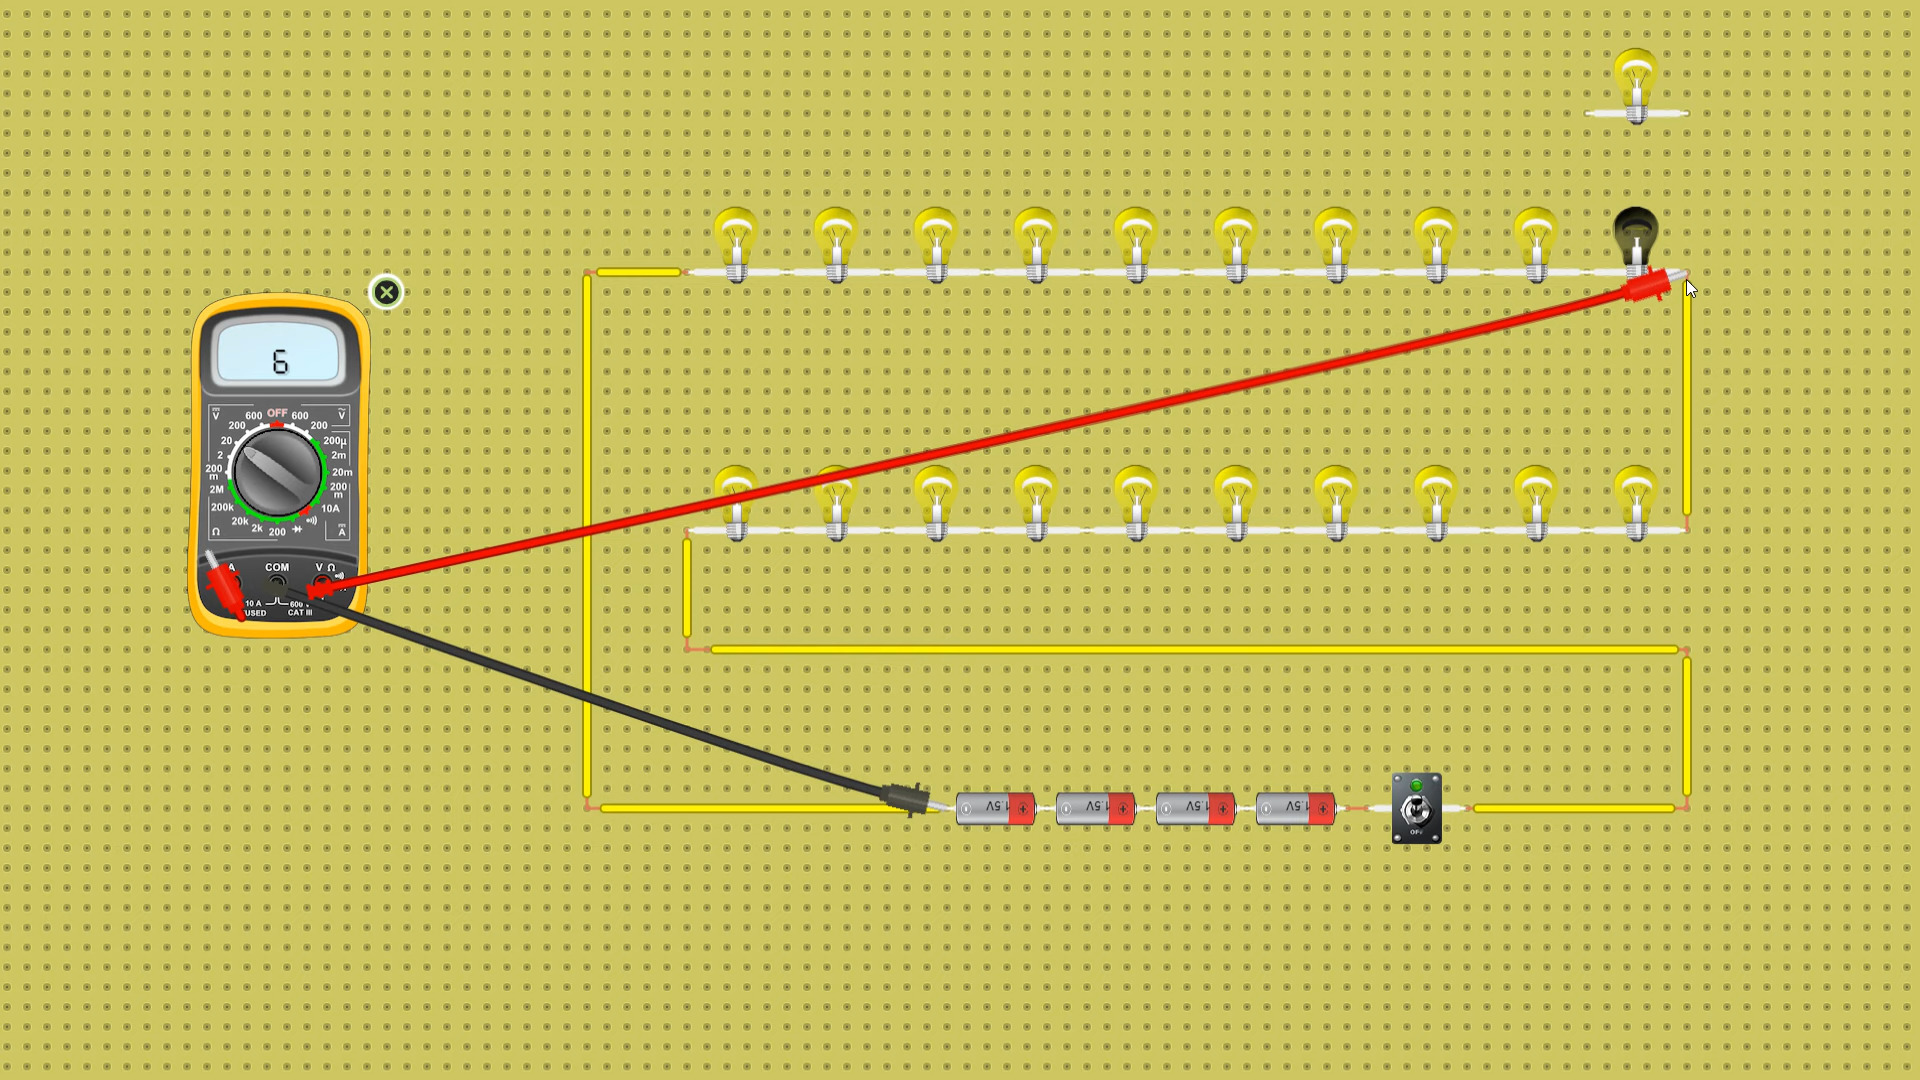 6
V 600 OFF 600 V
200 200
20 200µ
2 2m
200 m 20m
2M 200 m
200k 10A
20k 2k 200
Ω A
A COM V Ω
10 A 600 V
USED CAT III
1.5V 1.5V 1.5V 1.5V